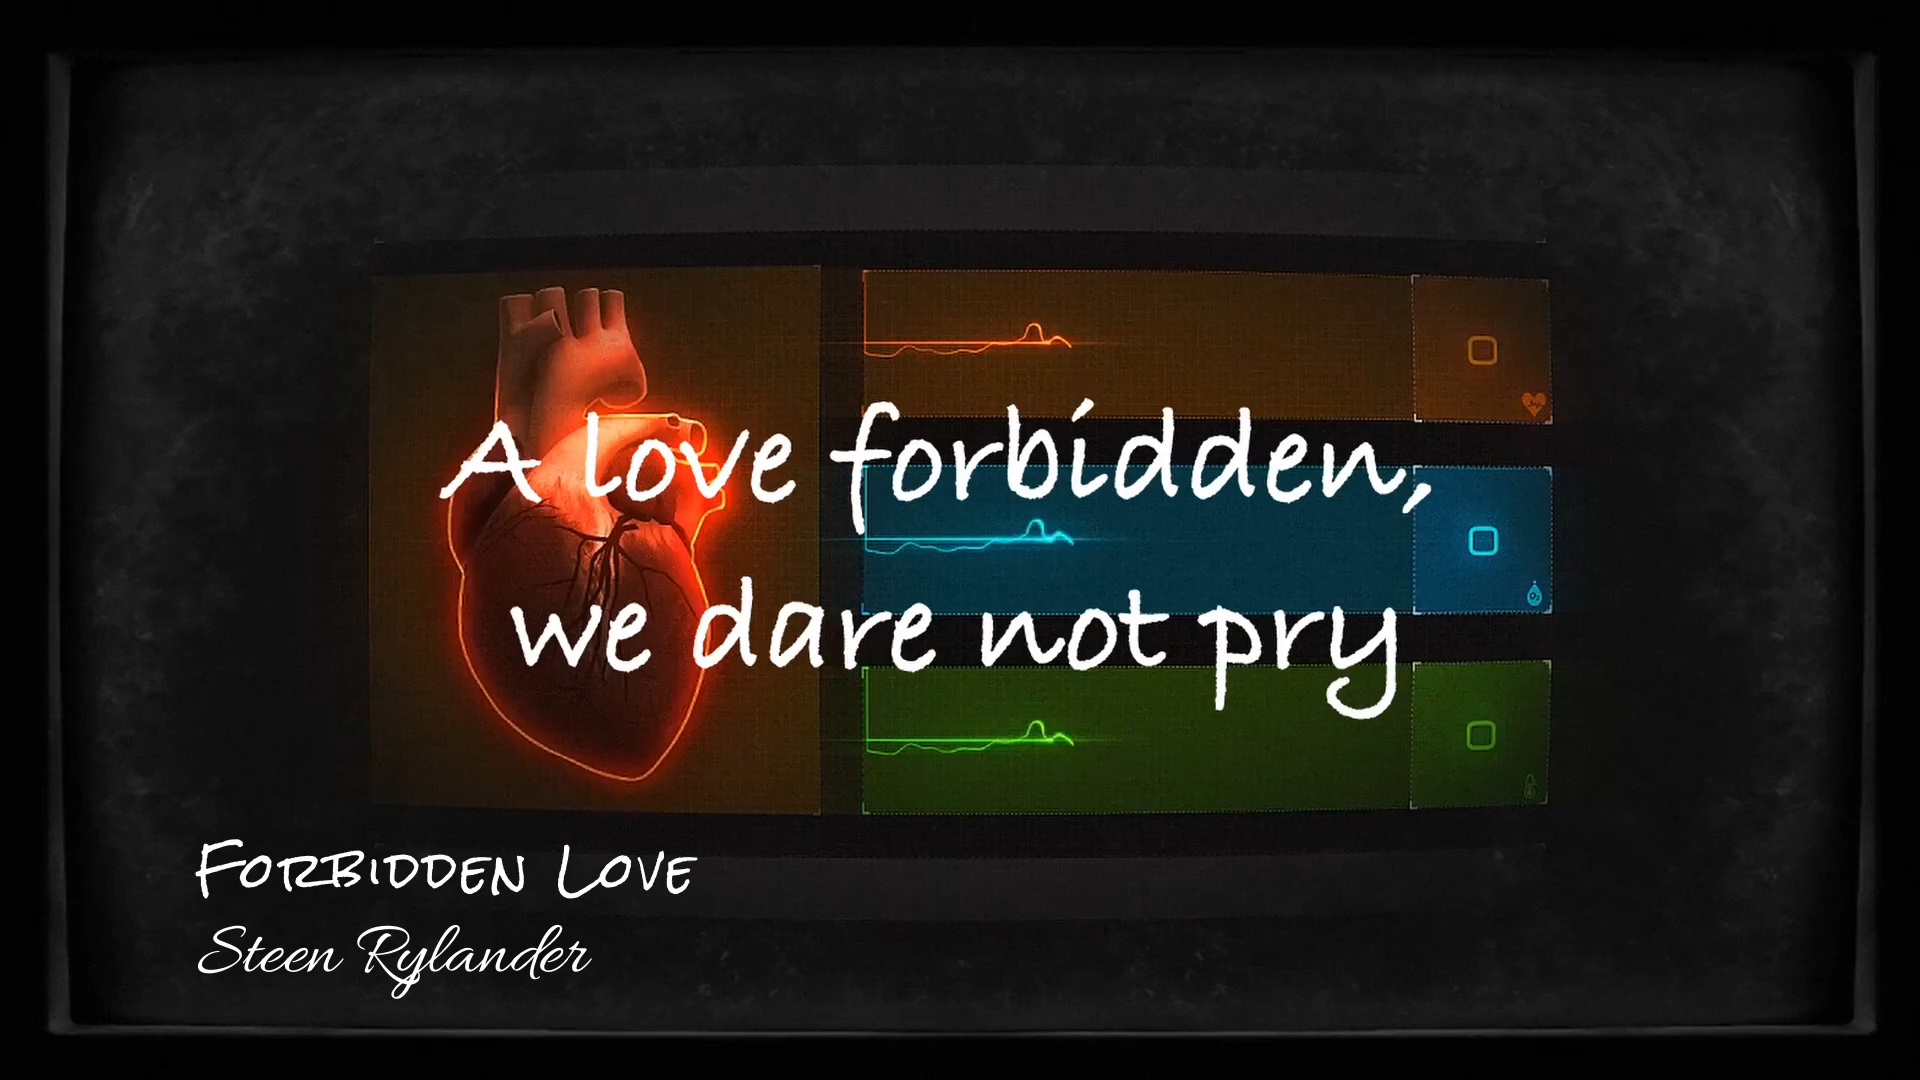 A love forbidden,
we dare not pry
Forbidden Love
Steen Rylander